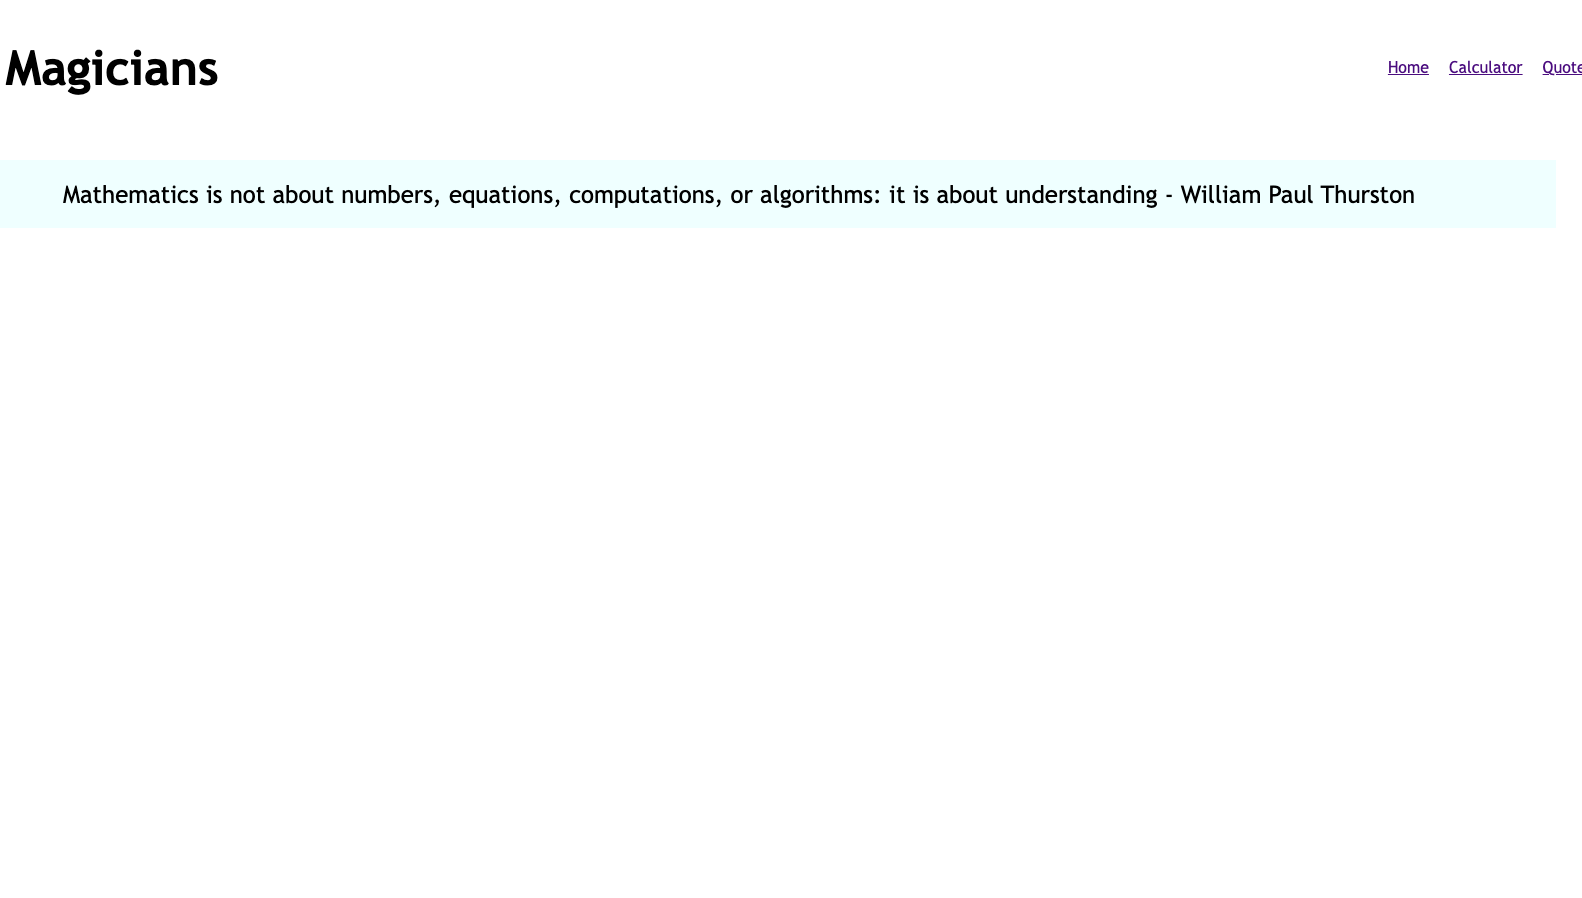 Magicians
Home Calculator Quote
Mathematics is not about numbers, equations, computations, or algorithms: it is about understanding - William Paul Thurston